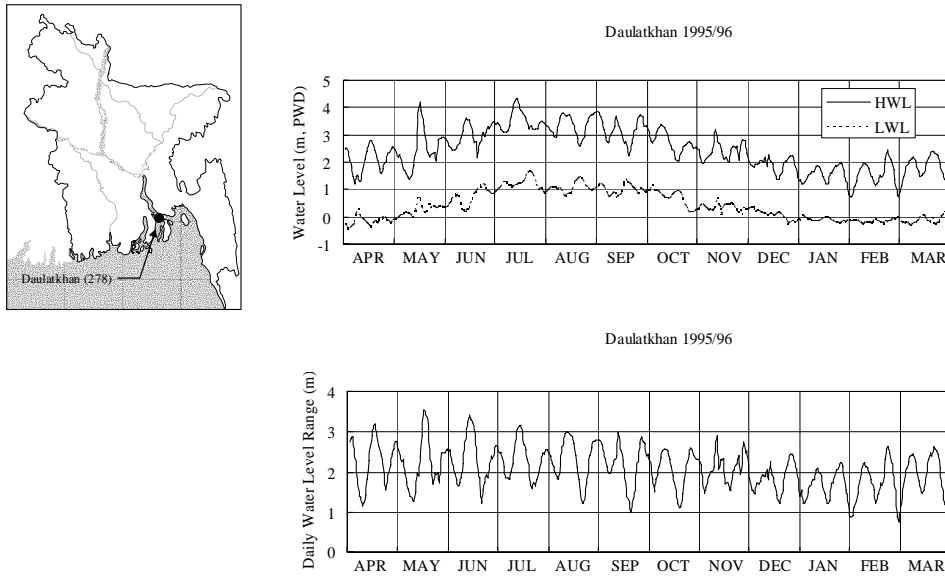 Daulatkhan (278)
Daulatkhan 1995/96
Water Level (m, PWD)
5
4
3
2
1
0
-1
HWL
LWL
APR MAY JUN JUL AUG SEP OCT NOV DEC JAN FEB MAR
Daulatkhan 1995/96
Daily Water Level Range (m)
4
3
2
1
0
APR MAY JUN JUL AUG SEP OCT NOV DEC JAN FEB MAR